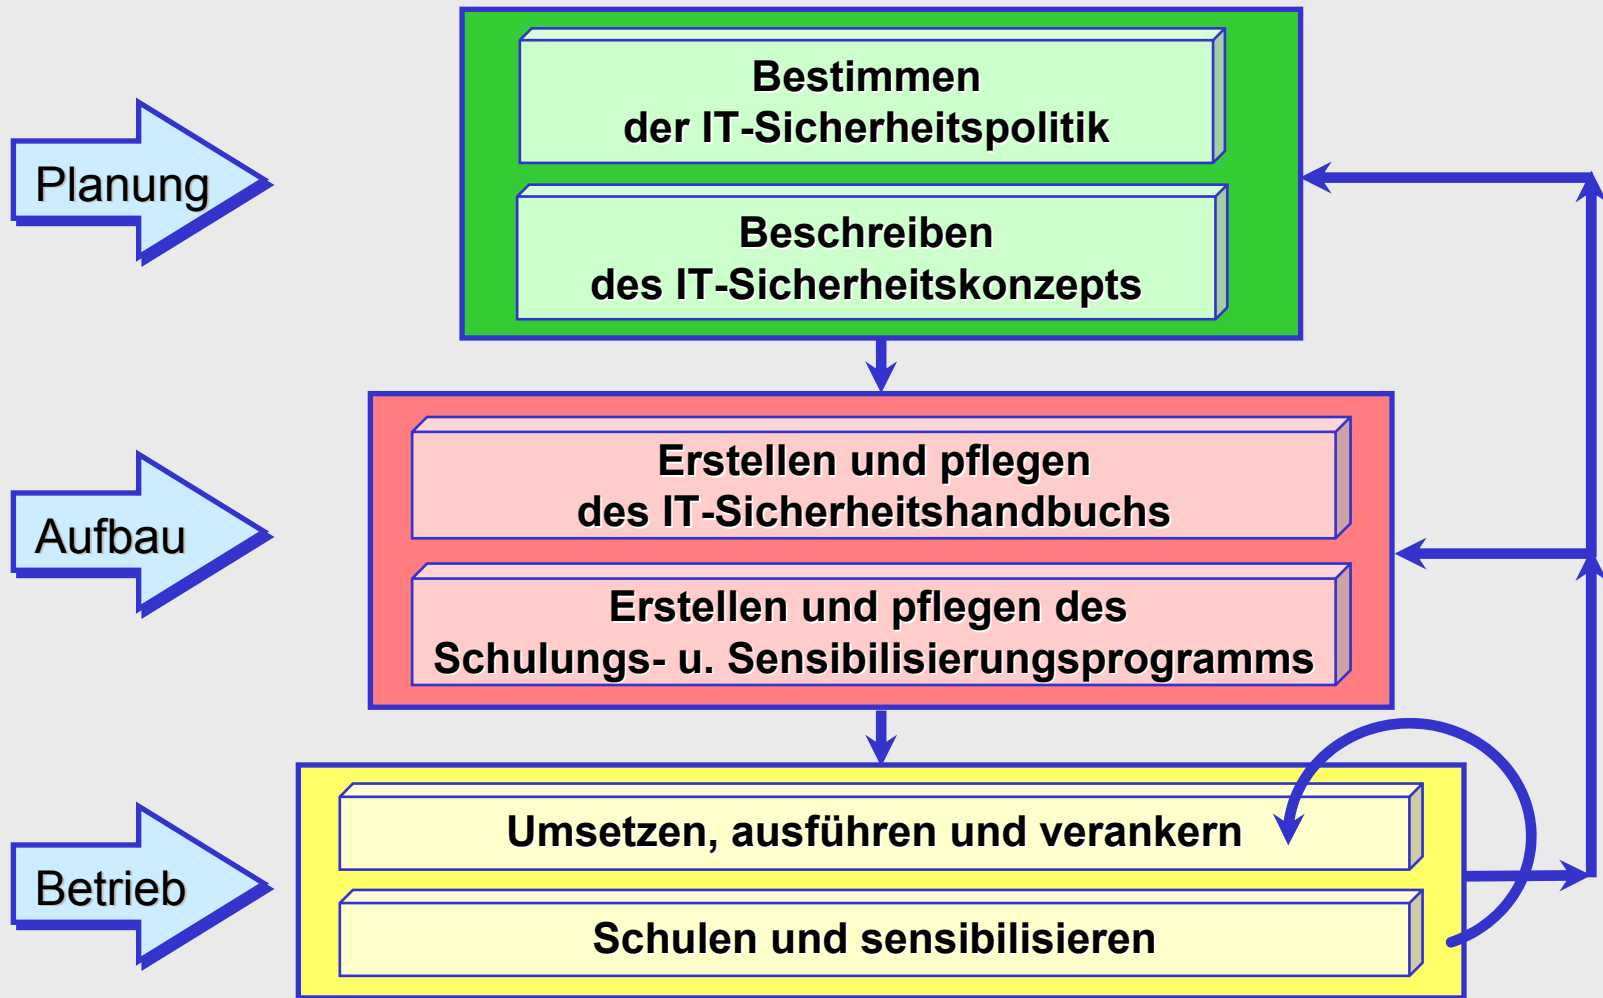 Bestimmen
der IT-Sicherheitspolitik
Planung
Beschreiben
des IT-Sicherheitskonzepts
Erstellen und pflegen
des IT-Sicherheitshandbuchs
Aufbau
Erstellen und pflegen des
Schulungs- u. Sensibilisierungsprogramms
Umsetzen, ausführen und verankern
Betrieb
Schulen und sensibilisieren